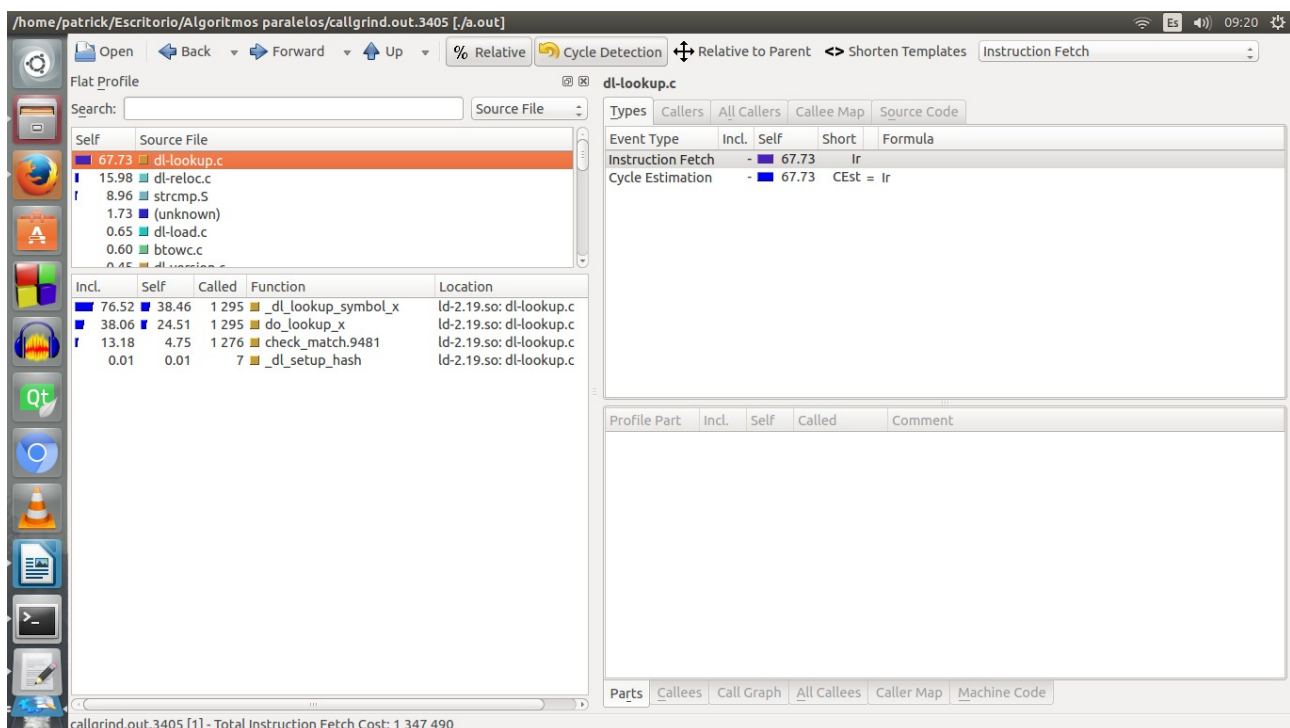 /home/patrick/Escritorio/Algoritmos paralelos/callgrind.out.3405 [./a.out] Es 09:20
Open Back Forward Up % Relative Cycle Detection Relative to Parent <> Shorten Templates Instruction Fetch
Flat Profile
Search: Source File
Self Source File
67.73 dl-lookup.c
15.98 dl-reloc.c
8.96 strcmp.S
1.73 (unknown)
0.65 dl-load.c
0.60 btowc.c
0.45 dl-version.c
Incl. Self Called Function Location
76.52 38.46 1 295 _dl_lookup_symbol_x ld-2.19.so: dl-lookup.c
38.06 24.51 1 295 do_lookup_x ld-2.19.so: dl-lookup.c
13.18 4.75 1 276 check_match.9481 ld-2.19.so: dl-lookup.c
0.01 0.01 7 _dl_setup_hash ld-2.19.so: dl-lookup.c
dl-lookup.c
Types Callers All Callers Callee Map Source Code
Event Type Incl. Self Short Formula
Instruction Fetch - 67.73 Ir
Cycle Estimation - 67.73 CEst = Ir
Profile Part Incl. Self Called Comment
Parts Callees Call Graph All Callees Caller Map Machine Code
callgrind.out.3405 [1] - Total Instruction Fetch Cost: 1 347 490